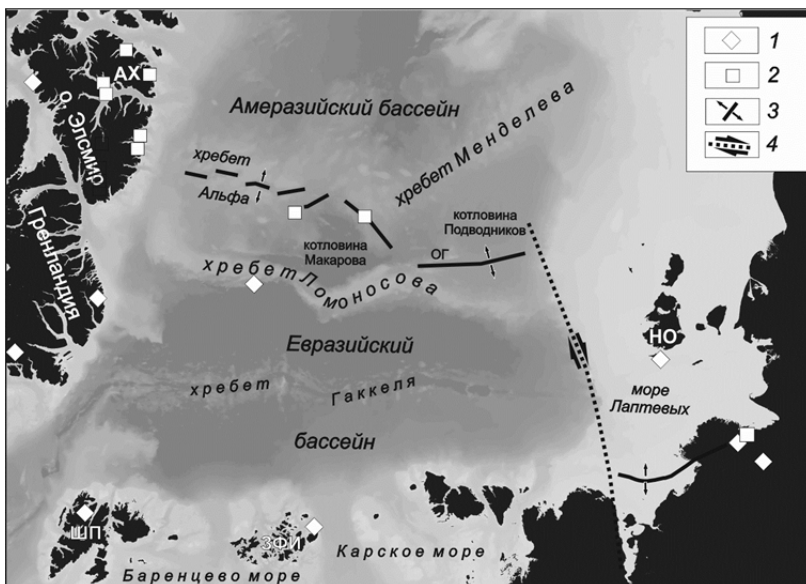 1
2
3
4
АХ
о. Элсмир
Гренландия
Амеразийский бассейн
хребет Менделева
хребет
Альфа
котловина
Подводников
котловина
Макарова
ОГ
хребет Ломоносова
НО
Евразийский
хребет Гаккеля
бассейн
море
Лаптевых
ШП
ЗФИ
Карское море
Баренцево море